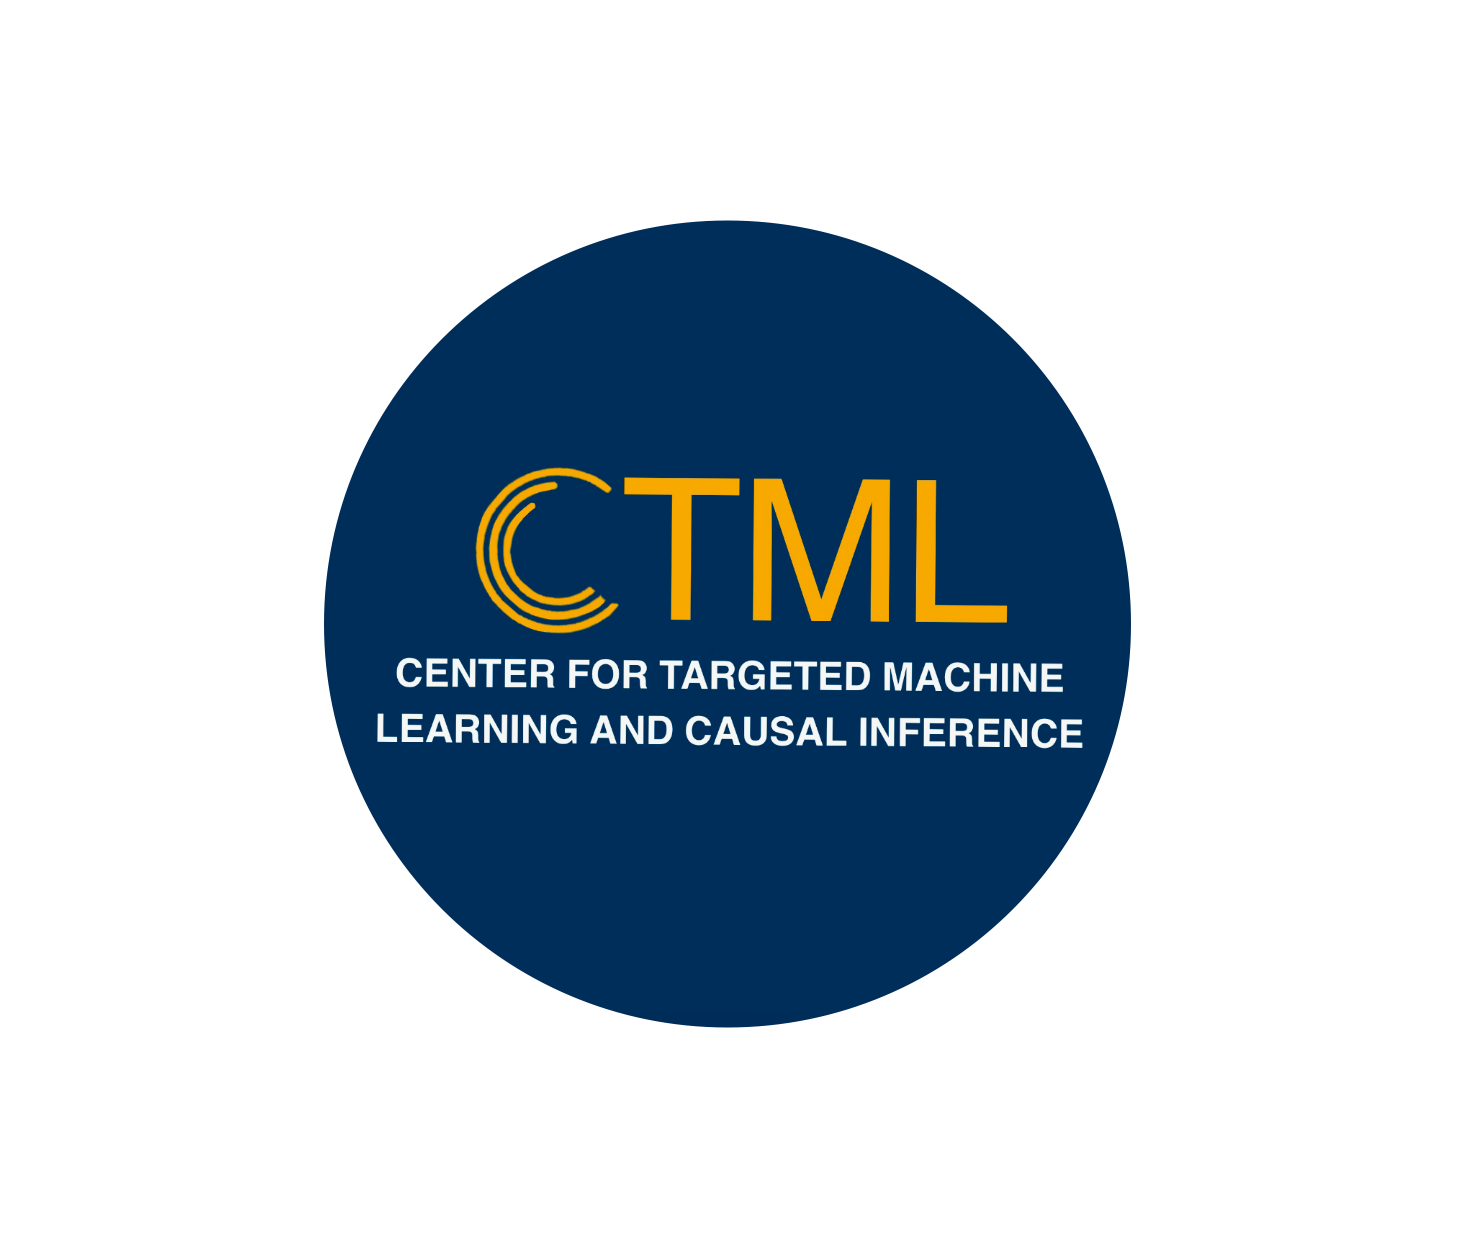 CTML
CENTER FOR TARGETED MACHINE
LEARNING AND CAUSAL INFERENCE